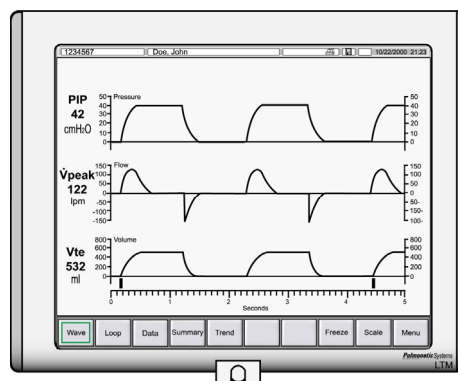 1234567 Doe, John 10/22/2000 21:23
PIP
42
cmH2O
Pressure
50 50
40 40
30 30
20 20
10 10
0 0
V̇peak
122
lpm
Flow
150 150
100 100
50 50
0 0
-50 50-
-100 100-
-150 150-
Vte
532
ml
Volume
800 800
600 600
400 400
200 200
0 0
0 1 2 3 4 5
Seconds
Wave Loop Data Summary Trend Freeze Scale Menu
Pulmonetic Systems
LTM